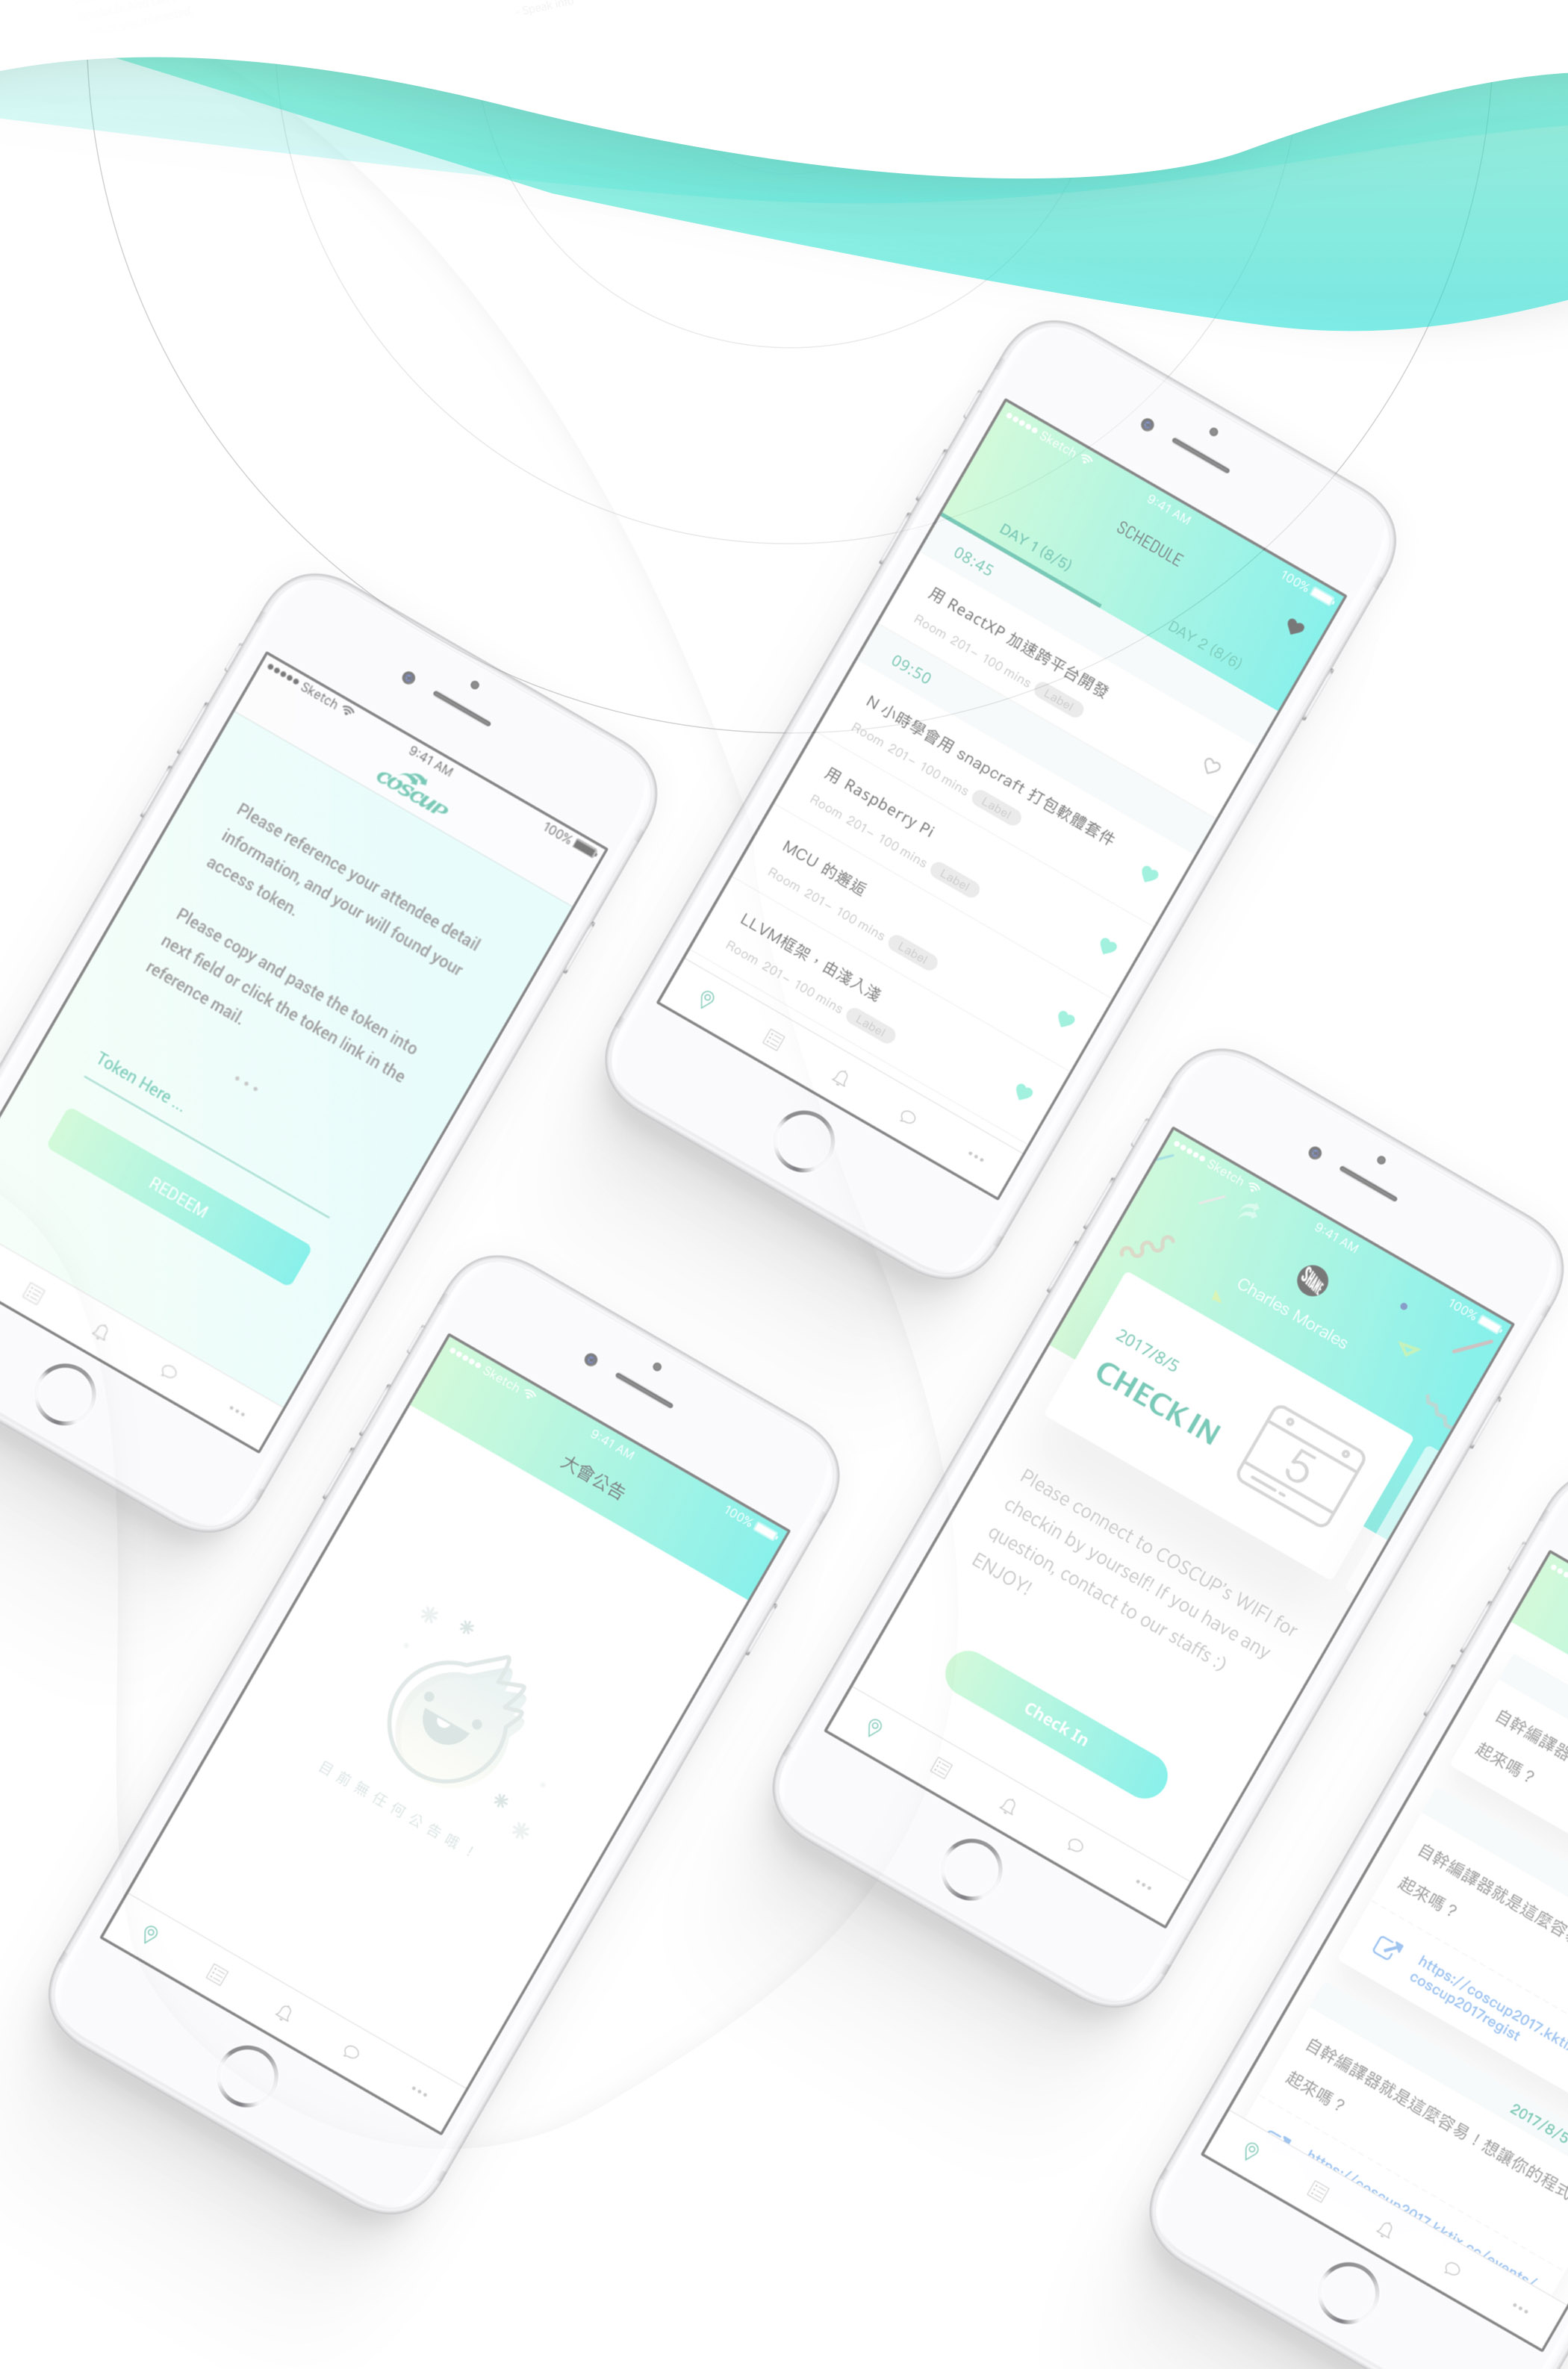 - Speak into
Sketch
9:41 AM
100%
SCHEDULE
DAY 1 (8/5)
DAY 2 (8/6)
08:45
用 ReactXP 加速跨平台開發
Room 201– 100 mins Label
09:50
N 小時學會用 snapcraft 打包軟體套件
Room 201– 100 mins Label
用 Raspberry Pi
Room 201– 100 mins Label
MCU 的邂逅
Room 201– 100 mins Label
LLVM框架，由淺入淺
Room 201– 100 mins Label
Sketch
9:41 AM
100%
COSCUP
Please reference your attendee detail
information, and your will found your
access token.
Please copy and paste the token into
next field or click the token link in the
reference mail.
Token Here ...
REDEEM
Sketch
9:41 AM
100%
SHANE
Charles Morales
2017/8/5
CHECK IN
5
Please connect to COSCUP's WIFI for
checkin by yourself! If you have any
question, contact to our staffs :)
ENJOY!
Check In
Sketch
9:41 AM
100%
大會公告
目前無任何公告哦！
自幹編譯器
起來嗎？
自幹編譯器就是這麼容
起來嗎？
https://coscup2017.kkti
coscup2017regist
2017/8/5
自幹編譯器就是這麼容易！想讓你的程式
起來嗎？
https://coscup2017.kktix.cc/events/